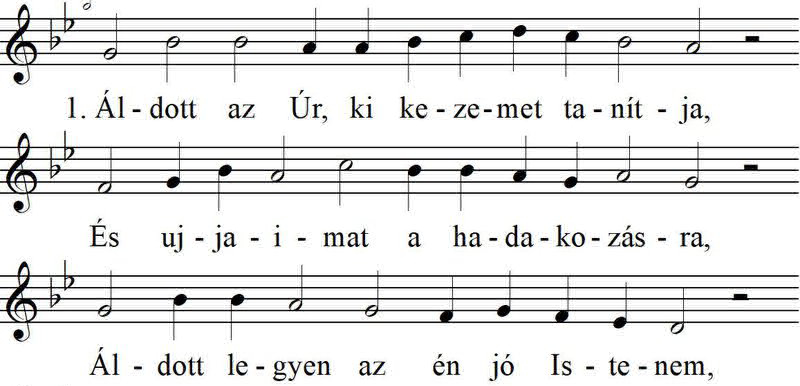 1. Ál - dott az Úr, ki ke - ze - met ta - nít - ja,
És uj - ja - i - mat a ha - da - ko - zás - ra,
Ál - dott le - gyen az én jó Is - te - nem,